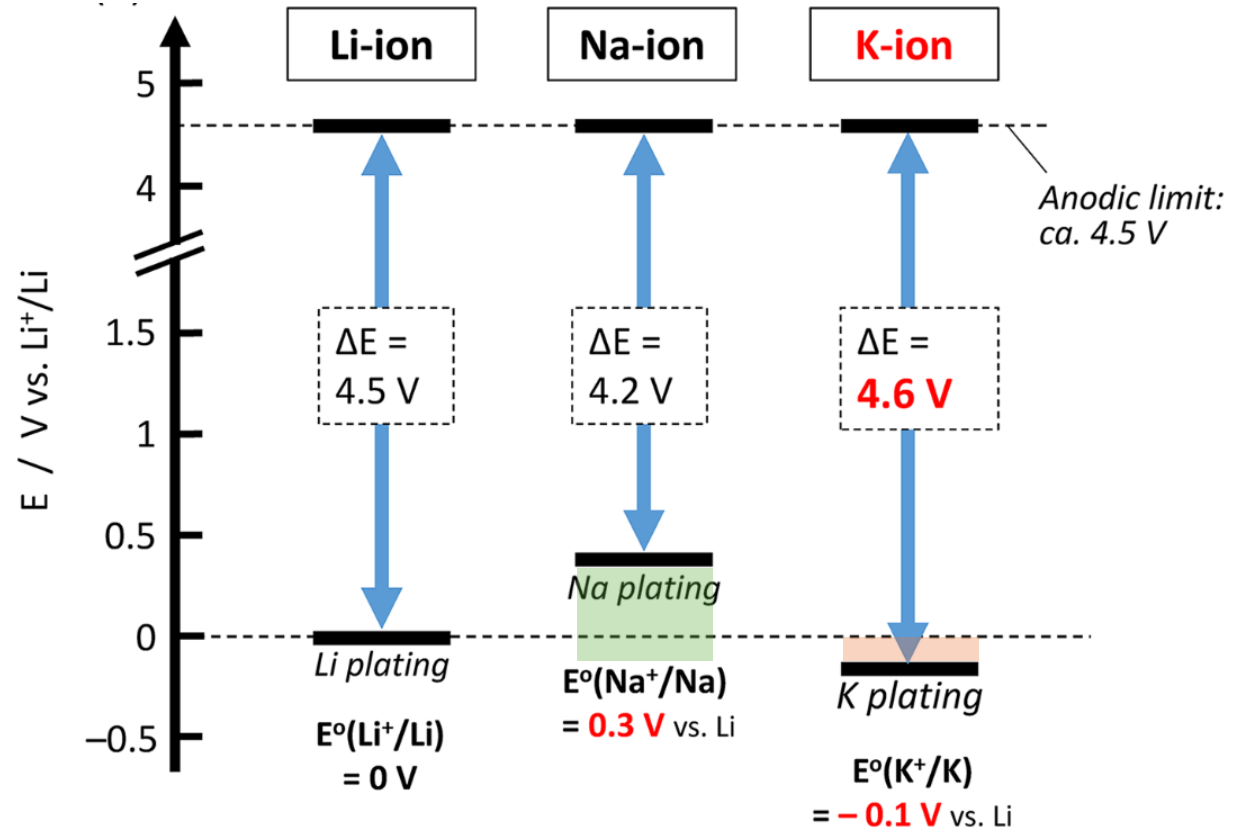 Li-ion
Na-ion
K-ion
5
4
1.5
1
0.5
0
–0.5
E / V vs. Li⁺/Li
Anodic limit:
ca. 4.5 V
ΔE =
4.5 V
ΔE =
4.2 V
ΔE =
4.6 V
Li plating
Na plating
K plating
Eº(Li⁺/Li)
= 0 V
Eº(Na⁺/Na)
= 0.3 V vs. Li
Eº(K⁺/K)
= – 0.1 V vs. Li